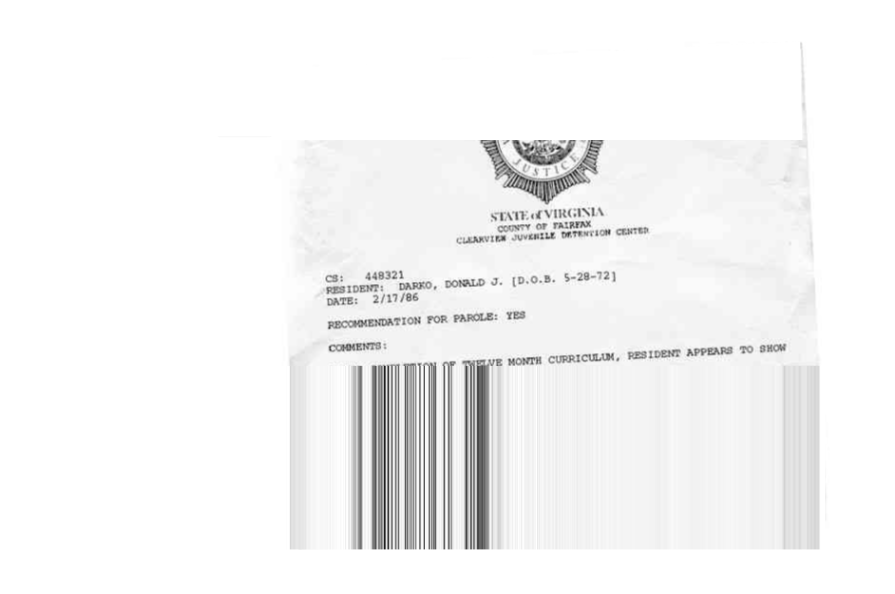 JUSTICE
STATE of VIRGINIA
COUNTY OF FAIRFAX
CLEARVIEW JUVENILE DETENTION CENTER
CS: 448321
RESIDENT: DARKO, DONALD J. [D.O.B. 5-28-72]
DATE: 2/17/86
RECOMMENDATION FOR PAROLE: YES
COMMENTS:
OF TWELVE MONTH CURRICULUM, RESIDENT APPEARS TO SHOW